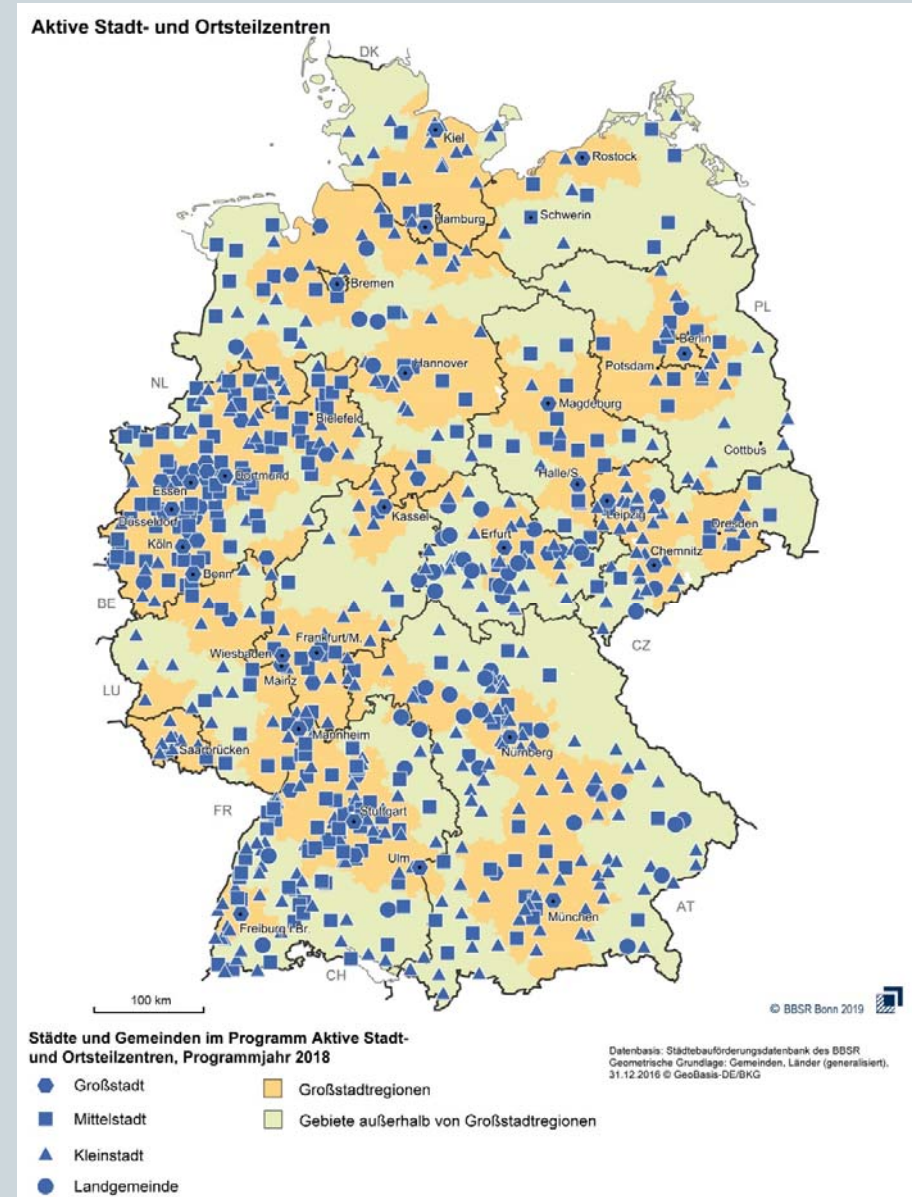 Aktive Stadt- und Ortsteilzentren
DK
Kiel
Rostock
Hamburg
Schwerin
Bremen
PL
Berlin
Hannover
Potsdam
NL
Magdeburg
Bielefeld
Cottbus
Halle/S.
Dortmund
Essen
Leipzig
Düsseldorf
Kassel
Dresden
Erfurt
Köln
Chemnitz
Bonn
BE
Frankfurt/M.
CZ
Wiesbaden
Mainz
LU
Mannheim
Saarbrücken
Nürnberg
FR
Stuttgart
Ulm
AT
München
Freiburg i.Br.
CH
100 km
© BBSR Bonn 2019
Städte und Gemeinden im Programm Aktive Stadt-
und Ortsteilzentren, Programmjahr 2018
Großstadt
Mittelstadt
Kleinstadt
Landgemeinde
Großstadtregionen
Gebiete außerhalb von Großstadtregionen
Datenbasis: Städtebauförderungsdatenbank des BBSR
Geometrische Grundlage: Gemeinden, Länder (generalisiert),
31.12.2016 © GeoBasis-DE/BKG